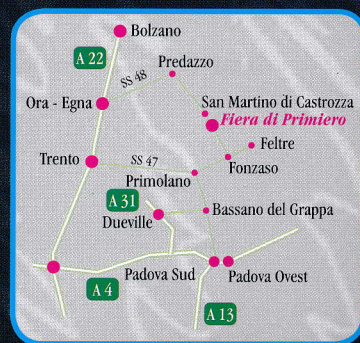 Bolzano
A 22
Predazzo
SS 48
Ora - Egna
San Martino di Castrozza
Fiera di Primiero
Feltre
Trento
SS 47
Fonzaso
Primolano
A 31
Bassano del Grappa
Dueville
Padova Sud
Padova Ovest
A 4
A 13